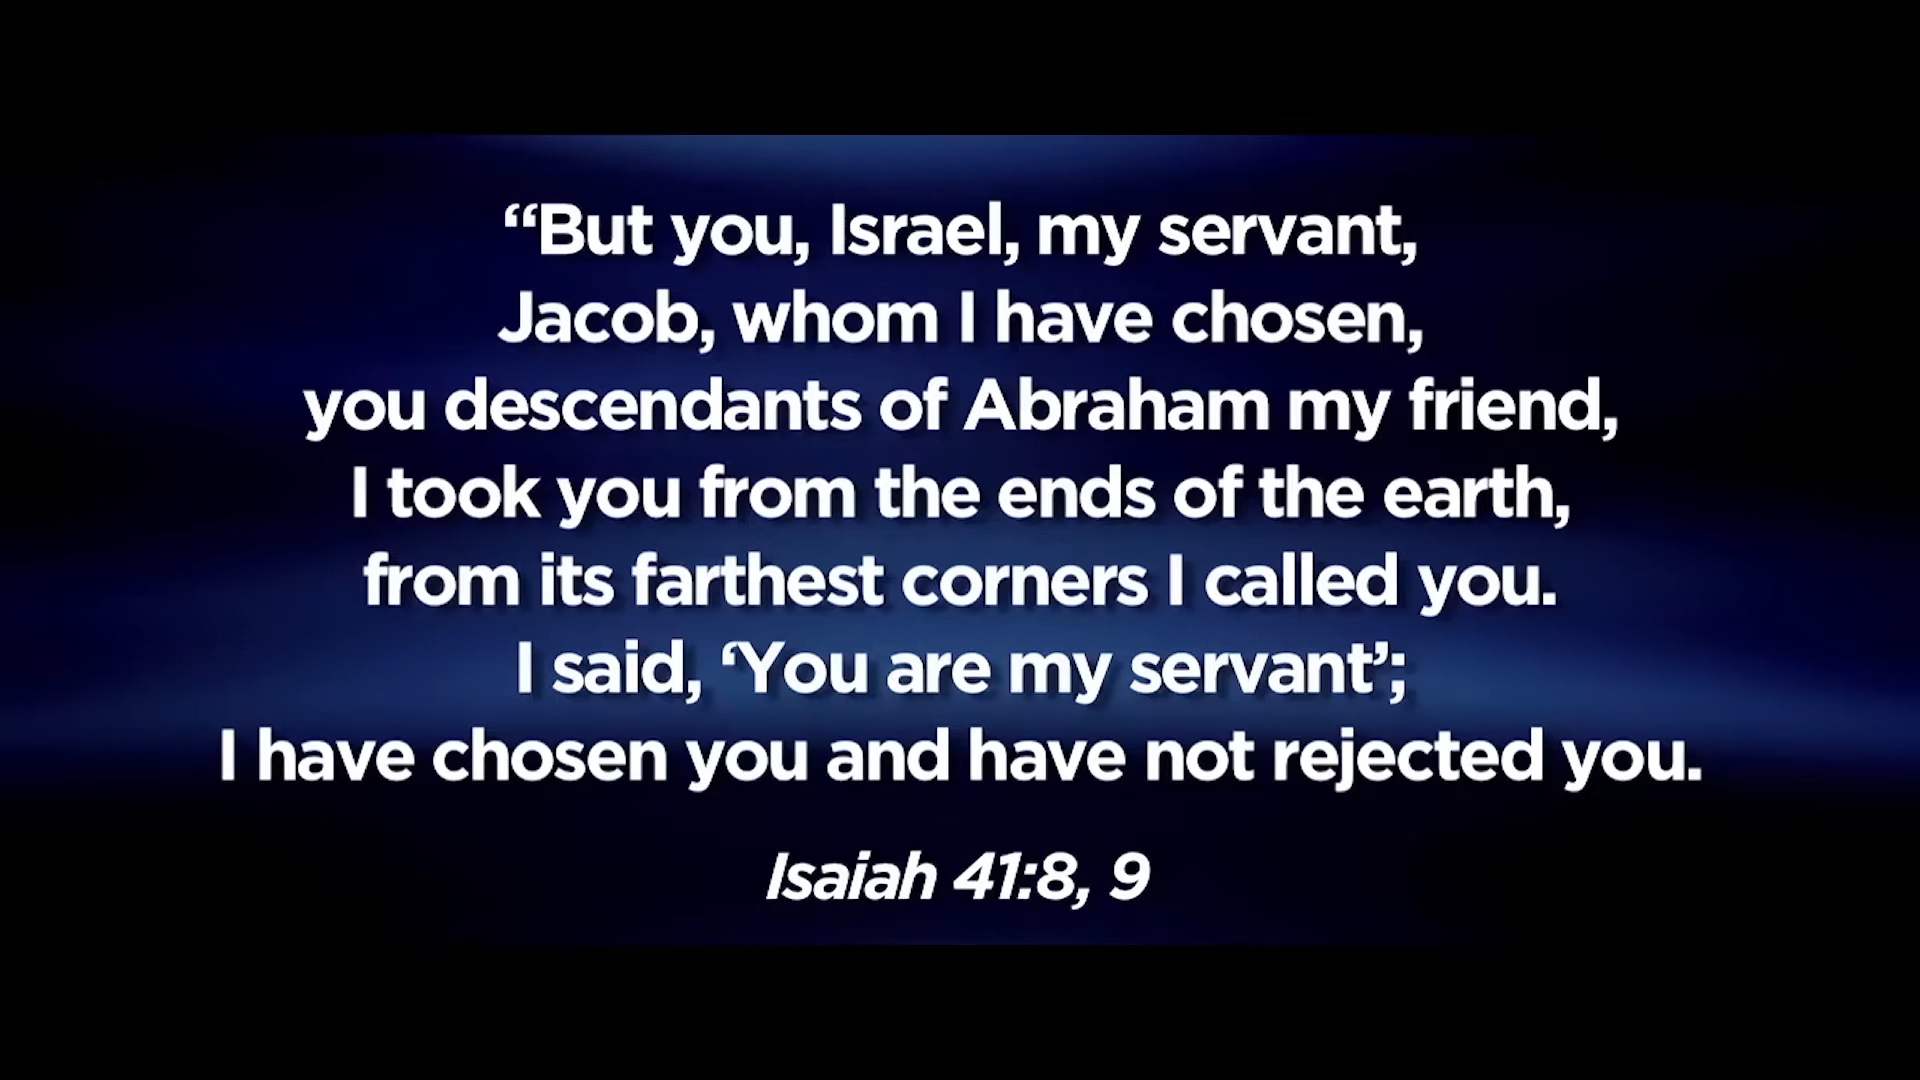 “But you, Israel, my servant,
Jacob, whom I have chosen,
you descendants of Abraham my friend,
I took you from the ends of the earth,
from its farthest corners I called you.
I said, ‘You are my servant’;
I have chosen you and have not rejected you.
Isaiah 41:8, 9